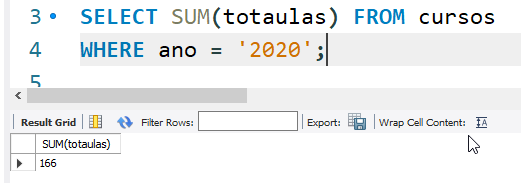 3 SELECT SUM(totaulas) FROM cursos
4 WHERE ano = '2020';
5
Result Grid Filter Rows: Export: Wrap Cell Content:
SUM(totaulas)
166